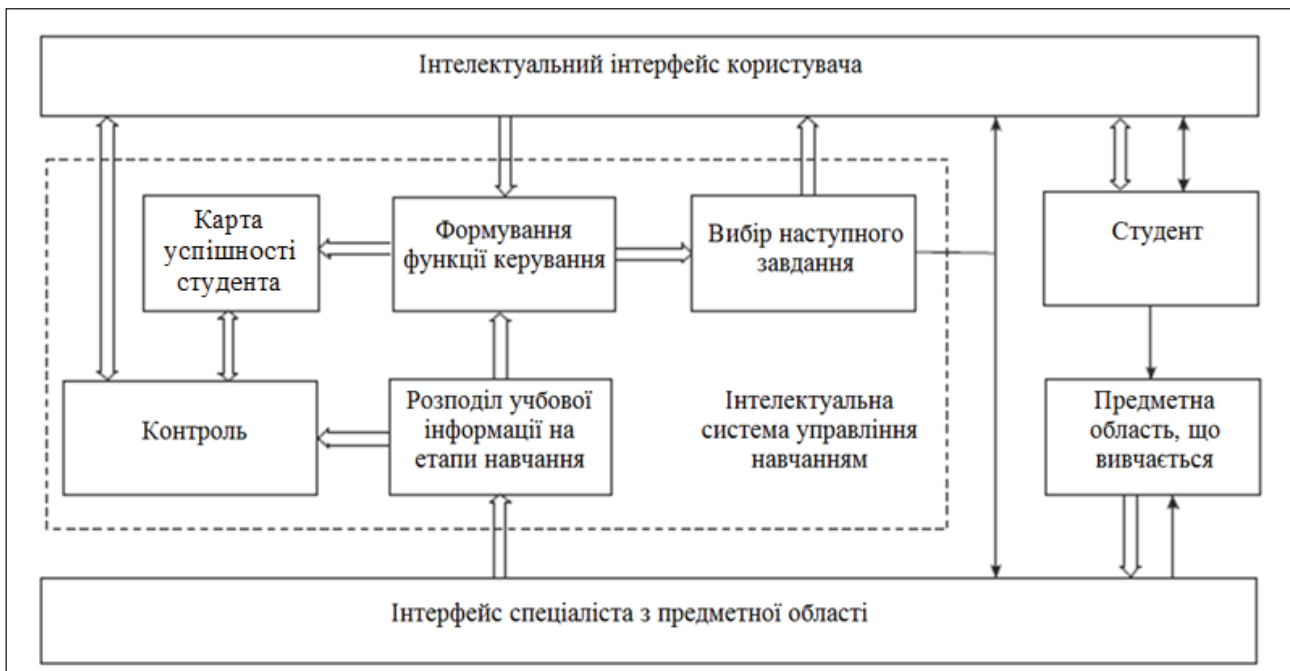 Інтелектуальний інтерфейс користувача
Карта
успішності
студента
Формування
функції керування
Вибір наступного
завдання
Студент
Контроль
Розподіл учбової
інформації на
етапи навчання
Інтелектуальна
система управління
навчанням
Предметна
область, що
вивчається
Інтерфейс спеціаліста з предметної області